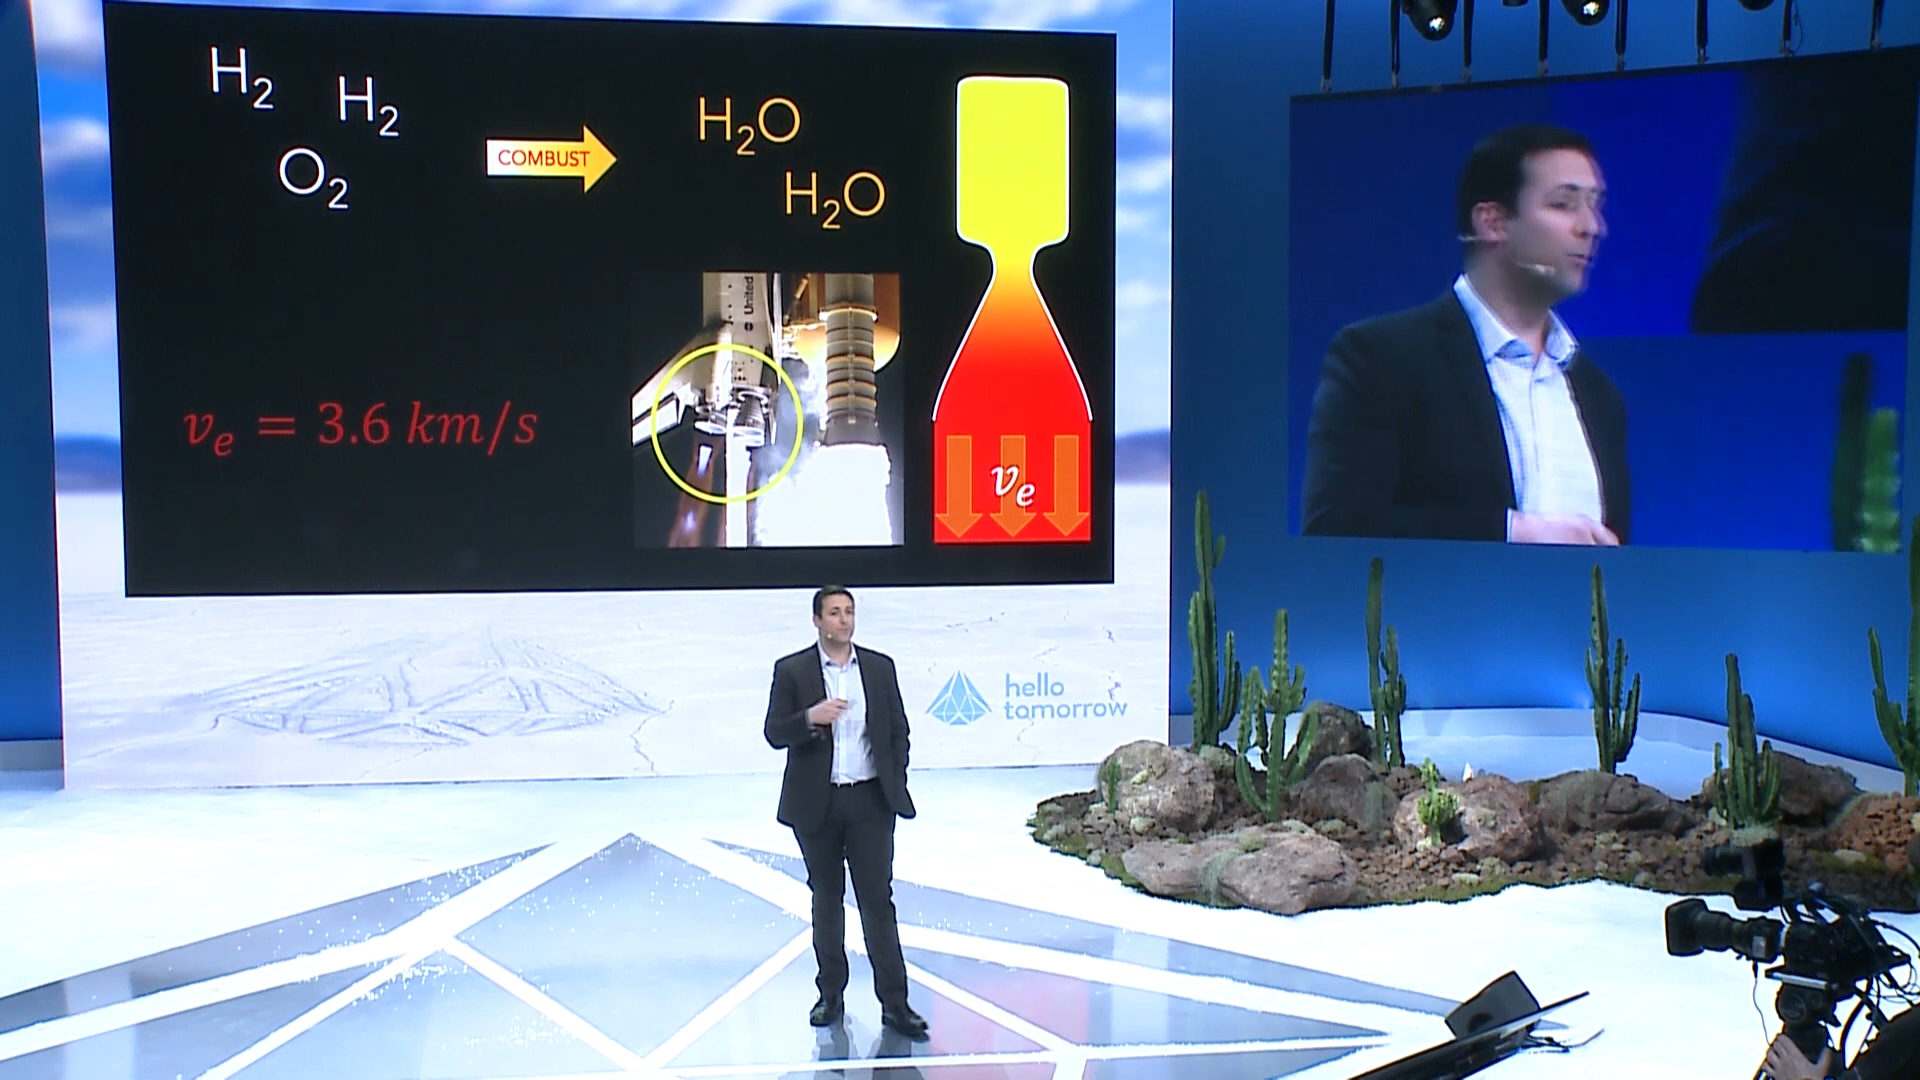 H₂
H₂
O₂
COMBUST
H₂O
H₂O
United
vₑ = 3.6 km/s
vₑ
hello
tomorrow